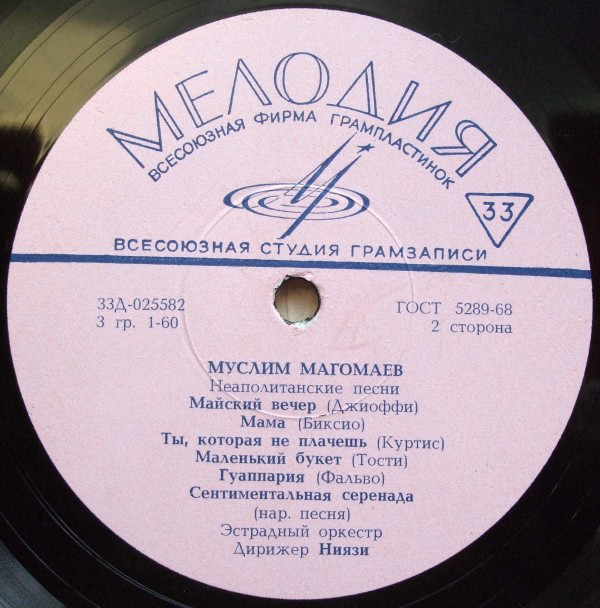 МЕЛОДИЯ
ВСЕСОЮЗНАЯ ФИРМА ГРАМПЛАСТИНОК
33
ВСЕСОЮЗНАЯ СТУДИЯ ГРАМЗАПИСИ
33Д-025582
ГОСТ 5289-68
3 гр. 1-60
2 сторона
МУСЛИМ МАГОМАЕВ
Неаполитанские песни
Майский вечер (Джиоффи)
Мама (Биксио)
Ты, которая не плачешь (Куртис)
Маленький букет (Тости)
Гуаппария (Фальво)
Сентиментальная серенада
(нар. песня)
Эстрадный оркестр
Дирижер Ниязи